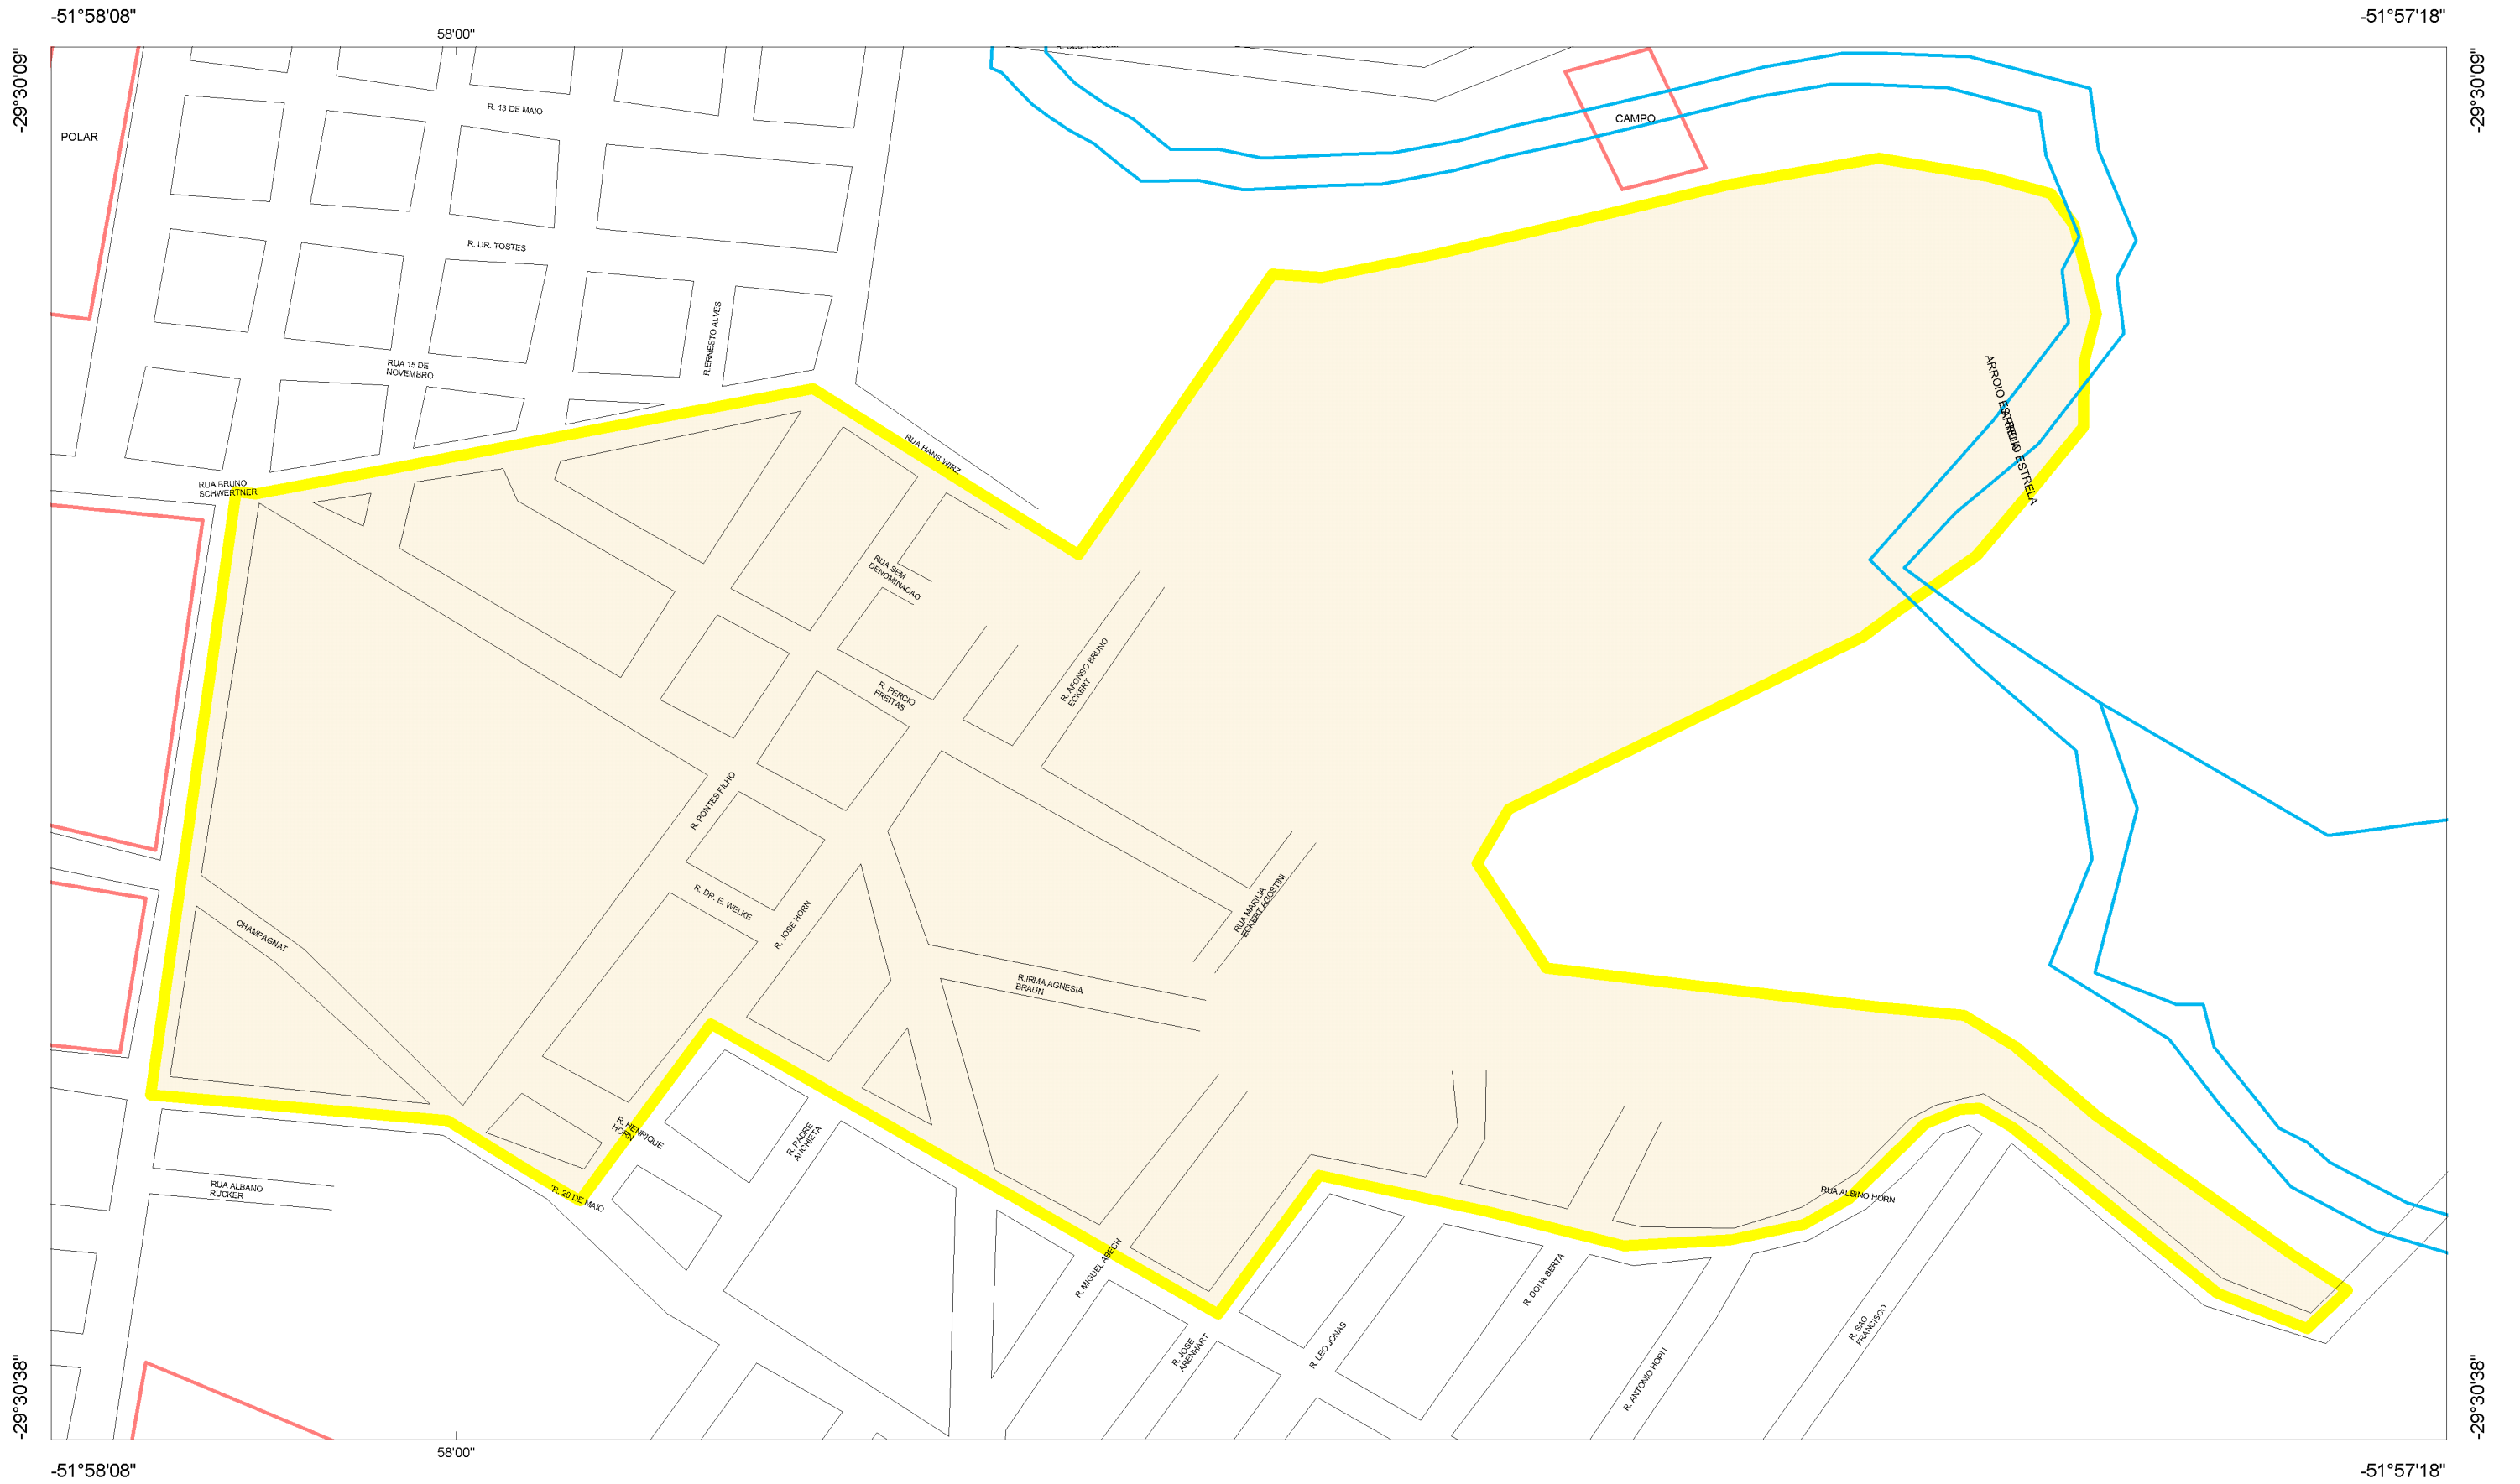 -51°58'08"
-51°57'18"
58'00"
-29°30'09"
-29°30'09"
R. 13 DE MAIO
POLAR
CAMPO
R. DR. TOSTES
R.ERNESTO ALVES
RUA 15 DE
NOVEMBRO
ARROIO ESTRELA
ARROIO ESTRELA
RUA HANS WIRZ
RUA BRUNO
SCHWERTNER
RUA SEM
DENOMINACAO
R. AFONSO BRUNO
ECKERT
R. PERCIO
FREITAS
R. PONTES FILHO
R. DR. E. WELKE
R. JOSE HORN
RUA MARILIA
ECKERT AGOSTINI
CHAMPAGNAT
R.IRMA AGNESIA
BRAUN
R. HENRIQUE
HORN
R. PADRE
ANCHIETA
R. 20 DE MAIO
RUA ALBANO
RUCKER
RUA ALBINO HORN
R. MIGUEL ABECH
R. DONA BERTA
R. JOSE
ARENHART
R. LEO JONAS
R. SAO
FRANCISCO
R. ANTONIO HORN
-29°30'38"
-29°30'38"
58'00"
-51°58'08"
-51°57'18"